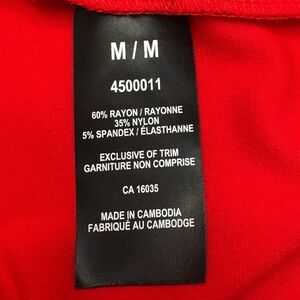 M / M
4500011
60% RAYON / RAYONNE
35% NYLON
5% SPANDEX / ÉLASTHANNE
EXCLUSIVE OF TRIM
GARNITURE NON COMPRISE
CA 16035
MADE IN CAMBODIA
FABRIQUÉ AU CAMBODGE